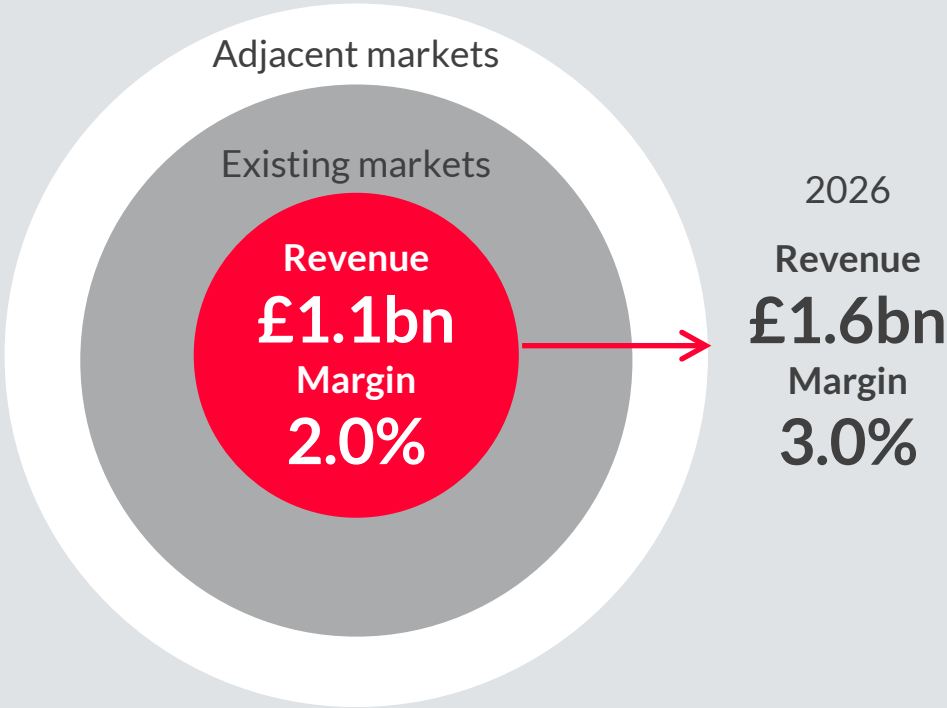 Adjacent markets
Existing markets
Revenue
£1.1bn
Margin
2.0%
2026
Revenue
£1.6bn
Margin
3.0%